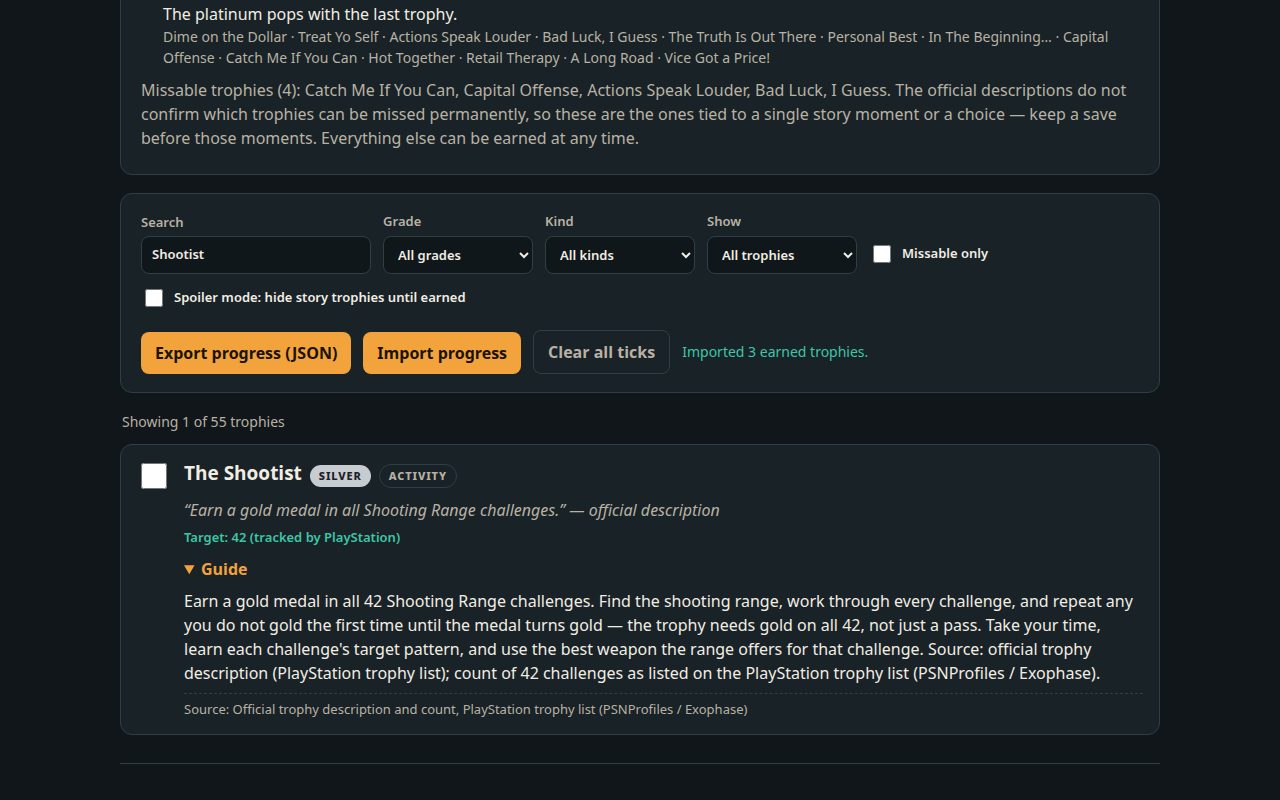 The platinum pops with the last trophy.
Dime on the Dollar · Treat Yo Self · Actions Speak Louder · Bad Luck, I Guess · The Truth Is Out There · Personal Best · In The Beginning... · Capital
Offense · Catch Me If You Can · Hot Together · Retail Therapy · A Long Road · Vice Got a Price!
Missable trophies (4): Catch Me If You Can, Capital Offense, Actions Speak Louder, Bad Luck, I Guess. The official descriptions do not
confirm which trophies can be missed permanently, so these are the ones tied to a single story moment or a choice — keep a save
before those moments. Everything else can be earned at any time.
Search
Grade
Kind
Show
Shootist
All grades
All kinds
All trophies
Missable only
Spoiler mode: hide story trophies until earned
Export progress (JSON)
Import progress
Clear all ticks
Imported 3 earned trophies.
Showing 1 of 55 trophies
The Shootist SILVER ACTIVITY
“Earn a gold medal in all Shooting Range challenges.” — official description
Target: 42 (tracked by PlayStation)
▼ Guide
Earn a gold medal in all 42 Shooting Range challenges. Find the shooting range, work through every challenge, and repeat any
you do not gold the first time until the medal turns gold — the trophy needs gold on all 42, not just a pass. Take your time,
learn each challenge's target pattern, and use the best weapon the range offers for that challenge. Source: official trophy
description (PlayStation trophy list); count of 42 challenges as listed on the PlayStation trophy list (PSNProfiles / Exophase).
Source: Official trophy description and count, PlayStation trophy list (PSNProfiles / Exophase)